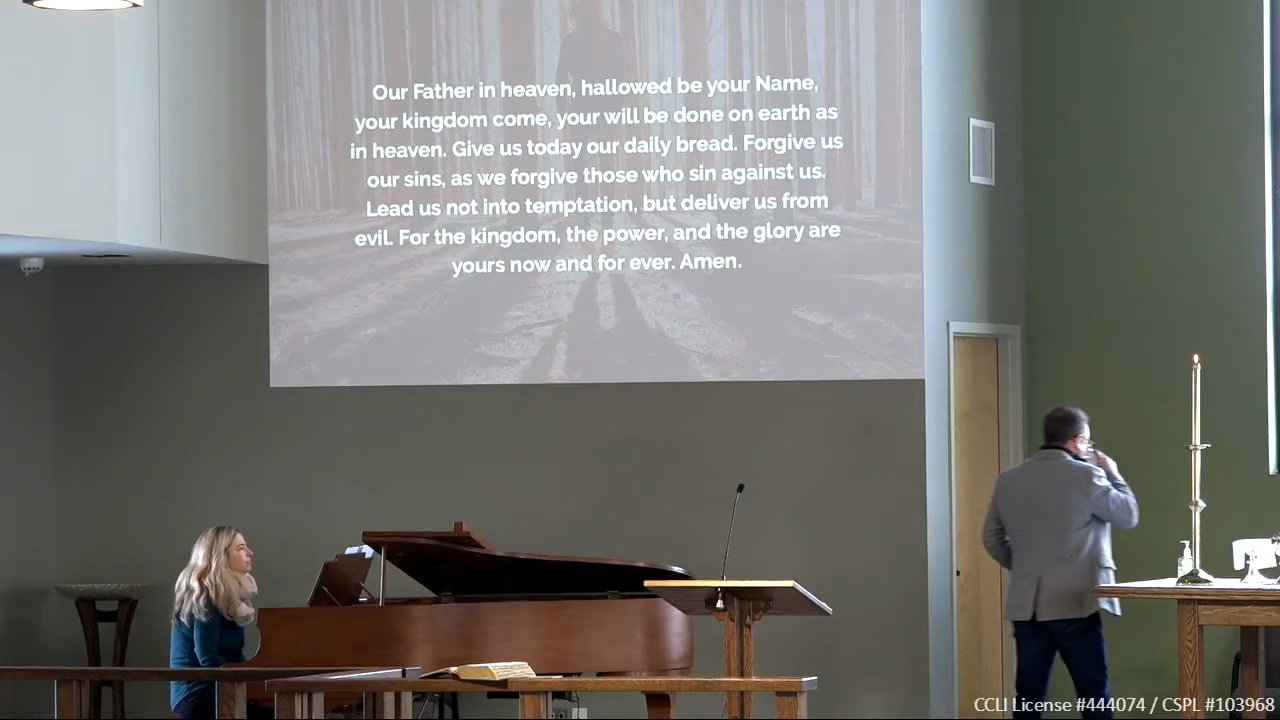 Our Father in heaven, hallowed be your Name,
your kingdom come, your will be done on earth as
in heaven. Give us today our daily bread. Forgive us
our sins, as we forgive those who sin against us.
Lead us not into temptation, but deliver us from
evil. For the kingdom, the power, and the glory are
yours now and for ever. Amen.
CCLI License #444074 / CSPL #103968